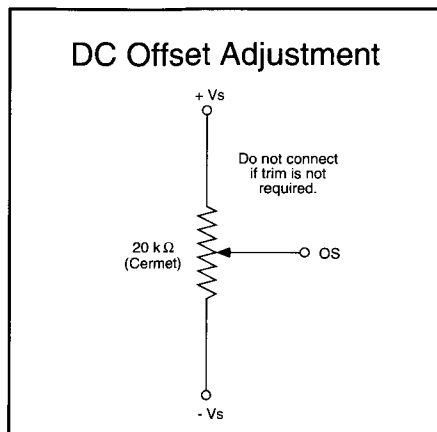 DC Offset Adjustment
+ Vs
Do not connect
if trim is not
required.
20 kΩ
(Cermet)
OS
- Vs